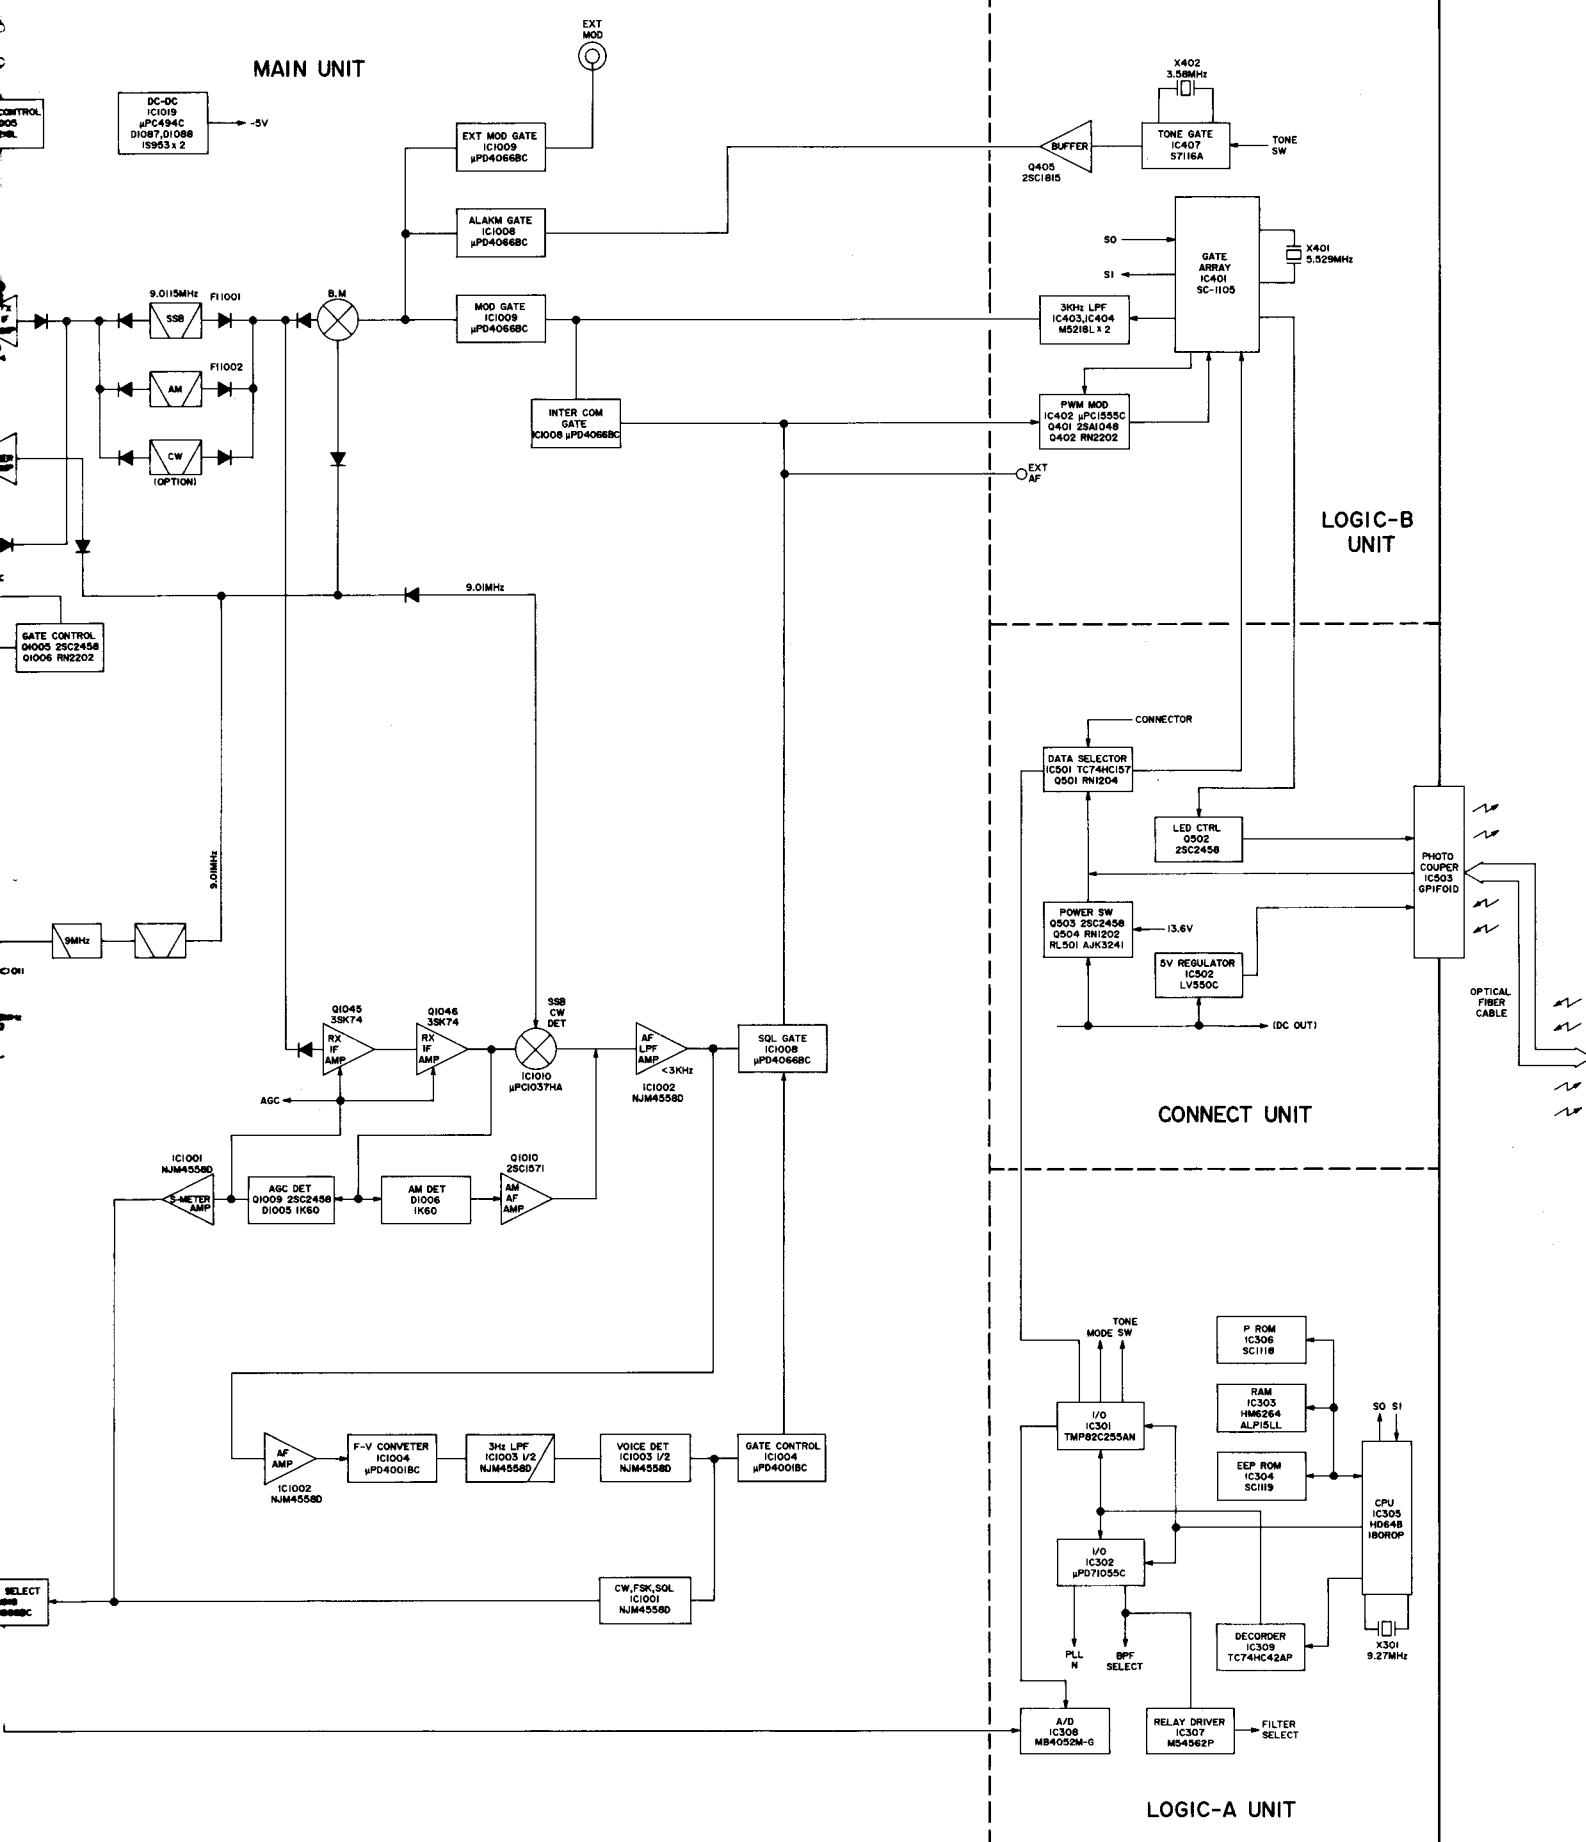 MAIN UNIT
EXT
MOD
DC-DC
IC1019
μPC494C
D1087,D1088
1S953 x 2
-5V
CONTROL
EXT MOD GATE
IC1009
μPD4066BC
ALAKM GATE
IC1008
μPD4066BC
MOD GATE
IC1009
μPD4066BC
INTER COM
GATE
IC1008 μPD4066BC
9.0115MHz
FI1001
SSB
B.M
FI1002
AM
CW
(OPTION)
IF
9.01MHz
GATE CONTROL
Q1005 2SC2458
Q1006 RN2202
9.01MHz
9MHz
Q1045
3SK74
RX
IF
AMP
Q1046
3SK74
RX
IF
AMP
SSB
CW
DET
IC1010
μPC1037HA
AF
LPF
AMP
<3KHz
IC1002
NJM4558D
SQL GATE
IC1008
μPD4066BC
AGC
IC1001
NJM4558D
S-METER
AMP
AGC DET
Q1009 2SC2458
D1005 1K60
AM DET
D1006
1K60
Q1010
2SC1571
AM
AF
AMP
AF
AMP
IC1002
NJM4558D
F-V CONVETER
IC1004
μPD4001BC
3Hz LPF
IC1003 1/2
NJM4558D
VOICE DET
IC1003 1/2
NJM4558D
GATE CONTROL
IC1004
μPD4001BC
CW,FSK,SQL
IC1001
NJM4558D
SELECT
X402
3.58MHz
TONE GATE
IC407
S7116A
TONE
SW
BUFFER
Q405
2SC1815
GATE
ARRAY
IC401
SC-1105
SO
SI
X401
5.529MHz
3KHz LPF
IC403,IC404
M5218L X 2
PWM MOD
IC402 μPC1555C
Q401 2SA1048
Q402 RN2202
EXT
AF
LOGIC-B
UNIT
CONNECTOR
DATA SELECTOR
IC501 TC74HC157
Q501 RN1204
LED CTRL
Q502
2SC2458
PHOTO
COUPER
IC503
GP1F01D
POWER SW
Q503 2SC2458
Q504 RN1202
RL501 AJK3241
13.6V
5V REGULATOR
IC502
LV550C
(DC OUT)
OPTICAL
FIBER
CABLE
CONNECT UNIT
MODE
TONE
SW
I/O
IC301
TMP82C255AN
P ROM
IC306
SC1118
RAM
IC303
HM6264
ALP15LL
EEP ROM
IC304
SC1119
SO SI
CPU
IC305
HD64B
180ROP
I/O
IC302
μPD71055C
DECORDER
IC309
TC74HC42AP
X301
9.27MHz
PLL
N
BPF
SELECT
A/D
IC308
MB4052M-G
RELAY DRIVER
IC307
M54562P
FILTER
SELECT
LOGIC-A UNIT